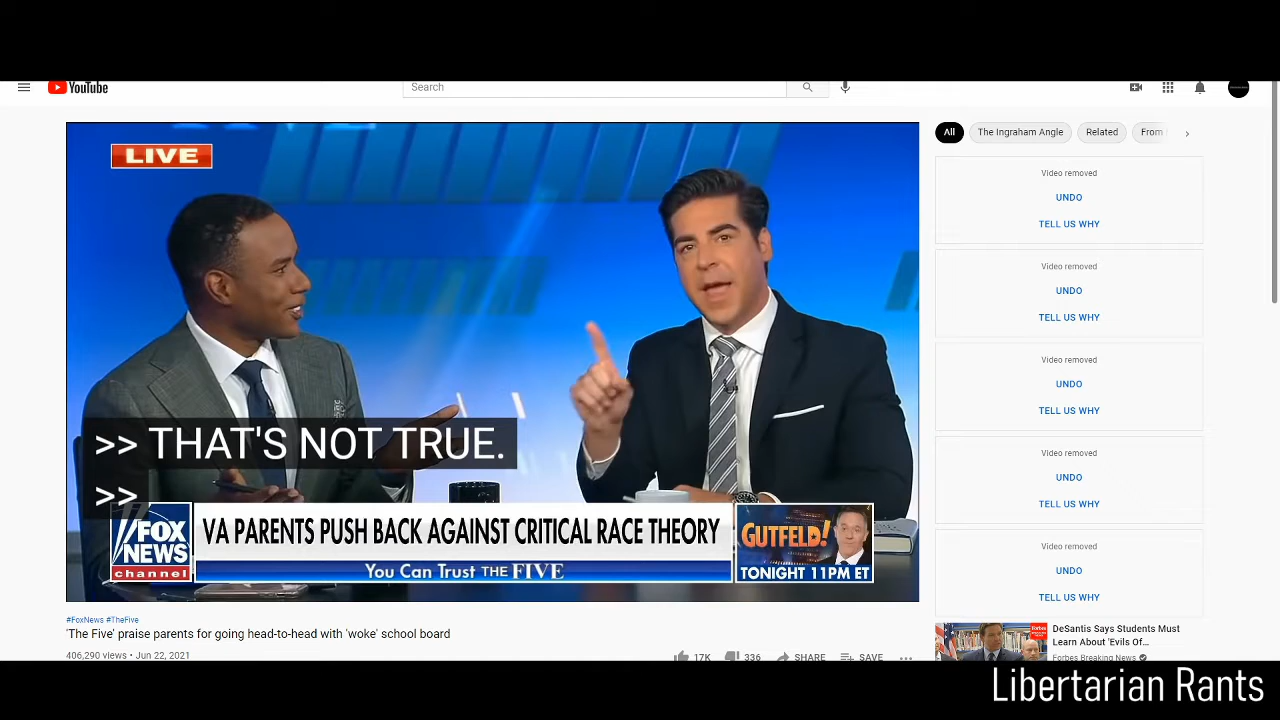 YouTube
Search
LIVE
>> THAT'S NOT TRUE.
>>
FOX
NEWS
channel
VA PARENTS PUSH BACK AGAINST CRITICAL RACE THEORY
You Can Trust THE FIVE
GUTFELD!
TONIGHT 11PM ET
#FoxNews #TheFive
'The Five' praise parents for going head-to-head with 'woke' school board
406,290 views • Jun 22, 2021
17K
336
SHARE
SAVE
All
The Ingraham Angle
Related
From
Video removed
UNDO
TELL US WHY
Video removed
UNDO
TELL US WHY
Video removed
UNDO
TELL US WHY
Video removed
UNDO
TELL US WHY
Video removed
UNDO
TELL US WHY
Forbes
DeSantis Says Students Must
Learn About 'Evils Of...
Forbes Breaking News
Libertarian Rants